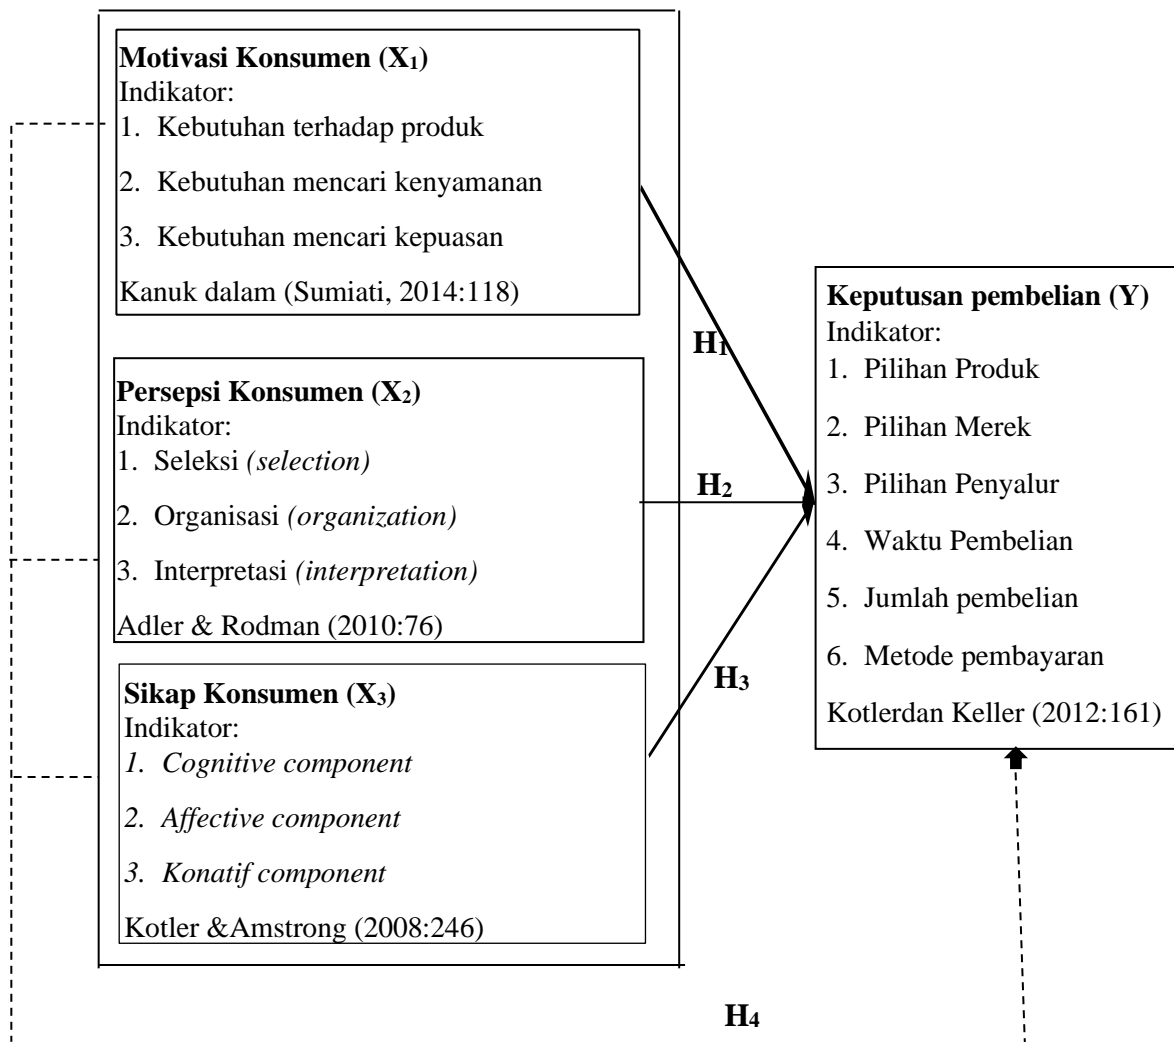 Motivasi Konsumen (X₁)
Indikator:
1. Kebutuhan terhadap produk
2. Kebutuhan mencari kenyamanan
3. Kebutuhan mencari kepuasan
Kanuk dalam (Sumiati, 2014:118)
Persepsi Konsumen (X₂)
Indikator:
1. Seleksi (selection)
2. Organisasi (organization)
3. Interpretasi (interpretation)
Adler & Rodman (2010:76)
Sikap Konsumen (X₃)
Indikator:
1. Cognitive component
2. Affective component
3. Konatif component
Kotler &Amstrong (2008:246)
H₁
H₂
H₃
Keputusan pembelian (Y)
Indikator:
1. Pilihan Produk
2. Pilihan Merek
3. Pilihan Penyalur
4. Waktu Pembelian
5. Jumlah pembelian
6. Metode pembayaran
Kotlerdan Keller (2012:161)
H₄